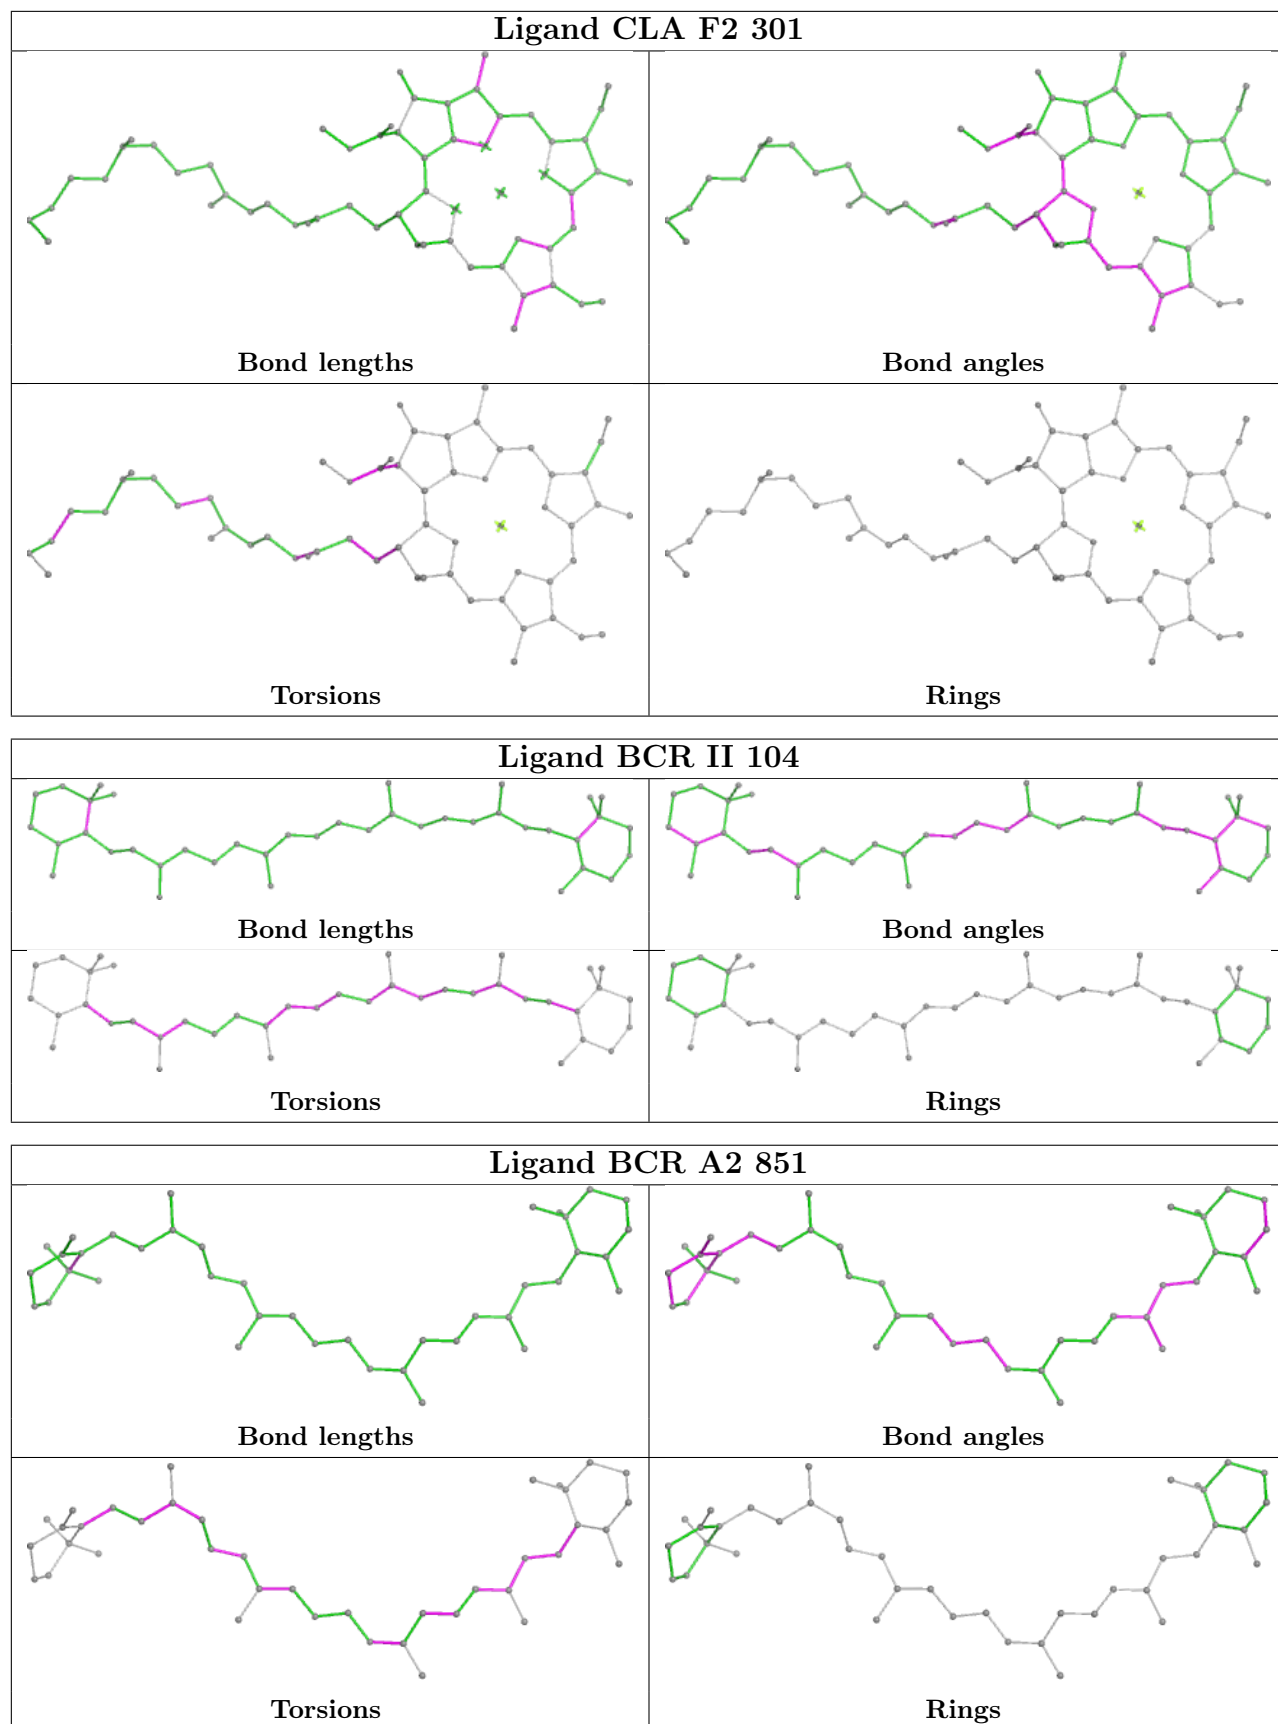 Ligand CLA F2 301
Bond lengths
Bond angles
Torsions
Rings
Ligand BCR II 104
Bond lengths
Bond angles
Torsions
Rings
Ligand BCR A2 851
Bond lengths
Bond angles
Torsions
Rings